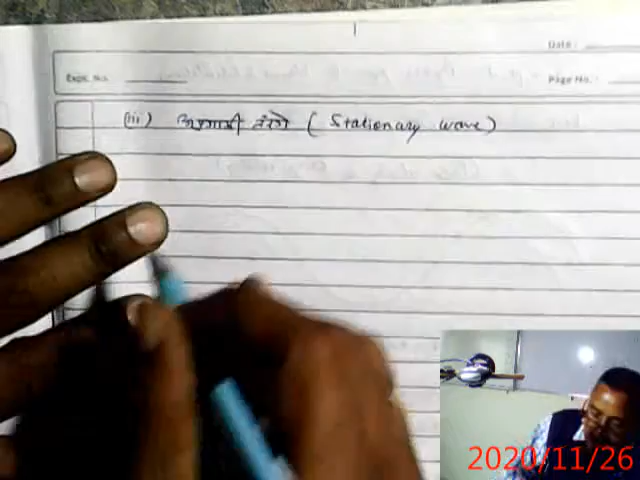 Date :
Expt. No.
Page No.:
(iii) अप्रगामी तरंगे ( Stationary wave )
2020/11/26